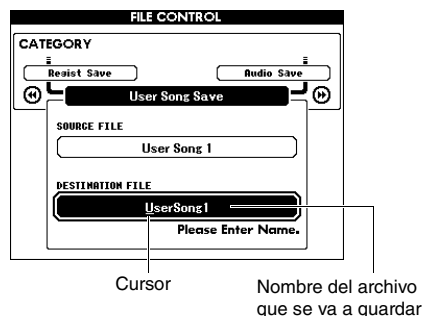 FILE CONTROL
CATEGORY
Regist Save
Audio Save
User Song Save
SOURCE FILE
User Song 1
DESTINATION FILE
UserSong1
Please Enter Name.
Cursor
Nombre del archivo
que se va a guardar